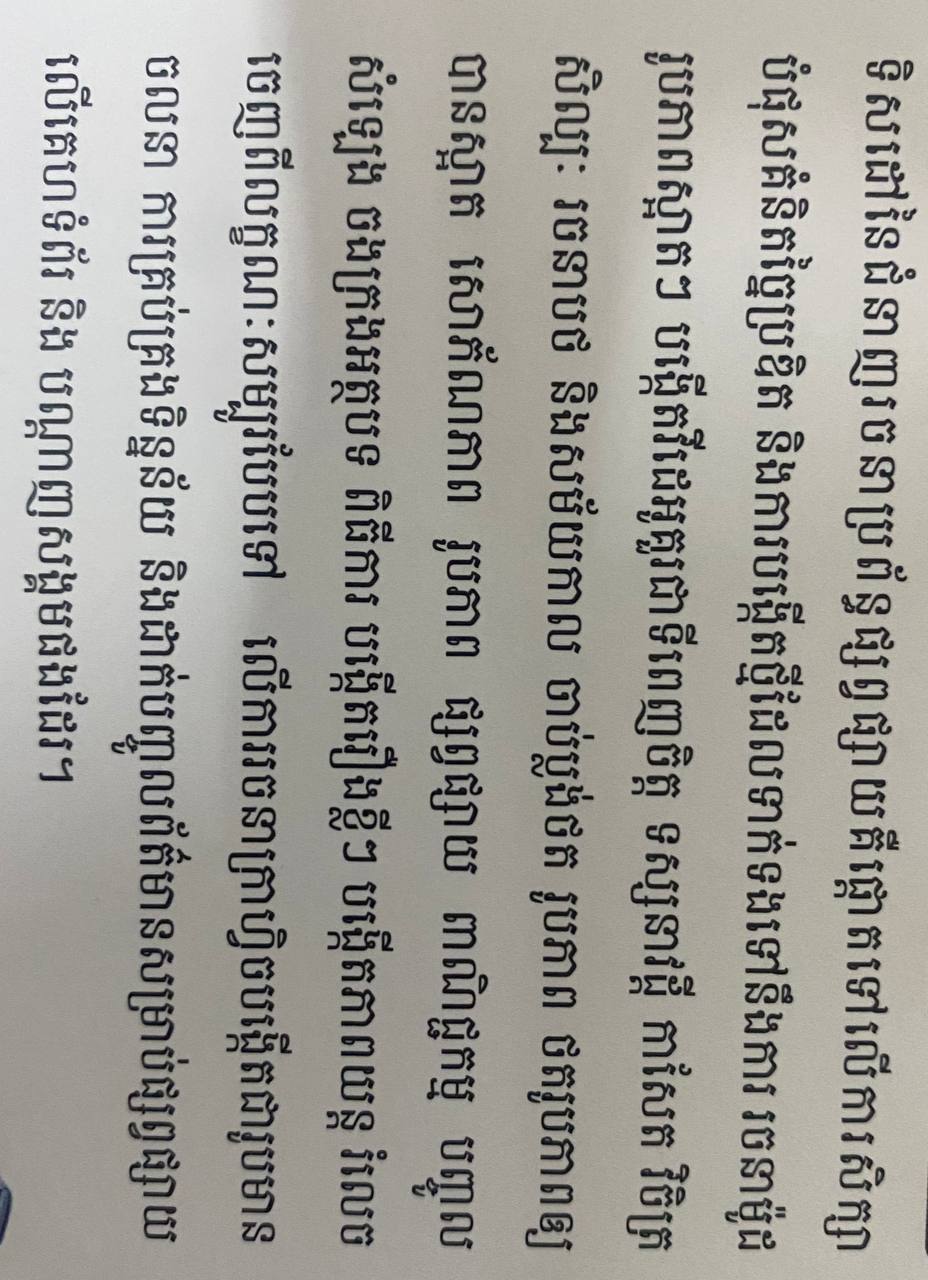 ទិសដៅនៃជំនាញរចនាប្រព័ន្ធផ្សព្វផ្សាយគឺផ្តោតទៅលើការសិក្សា
បំផុសគំនិតច្នៃប្រឌិត និងការបង្កើតថ្មីដែលទាក់ទងទៅនឹងការ រចនាម៉ូដ
រូបភាពស្អាតៗ បង្កើតវីដេអូគួរជាទីពេញចិត្ត ទស្សនាវដ្តី កាសែត វិចិត្រ
សិល្បៈ រចនាបថ និងសម័យកាល ចាប់ប្លង់ថត រូបភាព ថតរូបភាពឲ្យ
បានស្អាត សោភ័ណភាព រូបភាព ផ្សព្វផ្សាយ ពាណិជ្ជកម្ម បញ្ចូល
សំឡេង ចងក្រងអត្ថបទ ពិធីការ បង្កើតរឿងខ្លីៗ បង្កើតភាពយន្ត រំលេច
ចេញពីលក្ខណៈសម្បូរបែបទៅ លើការរចនាក្រាហ្វិចបង្កើតជារូបមាន
ចលនា ការគ្រប់គ្រងទិន្នន័យ និងដាក់បញ្ចូលព័ត៌មានសម្រាប់ផ្សព្វផ្សាយ
លើគេហទំព័រ និង បណ្តាញសង្គមផងដែរ។